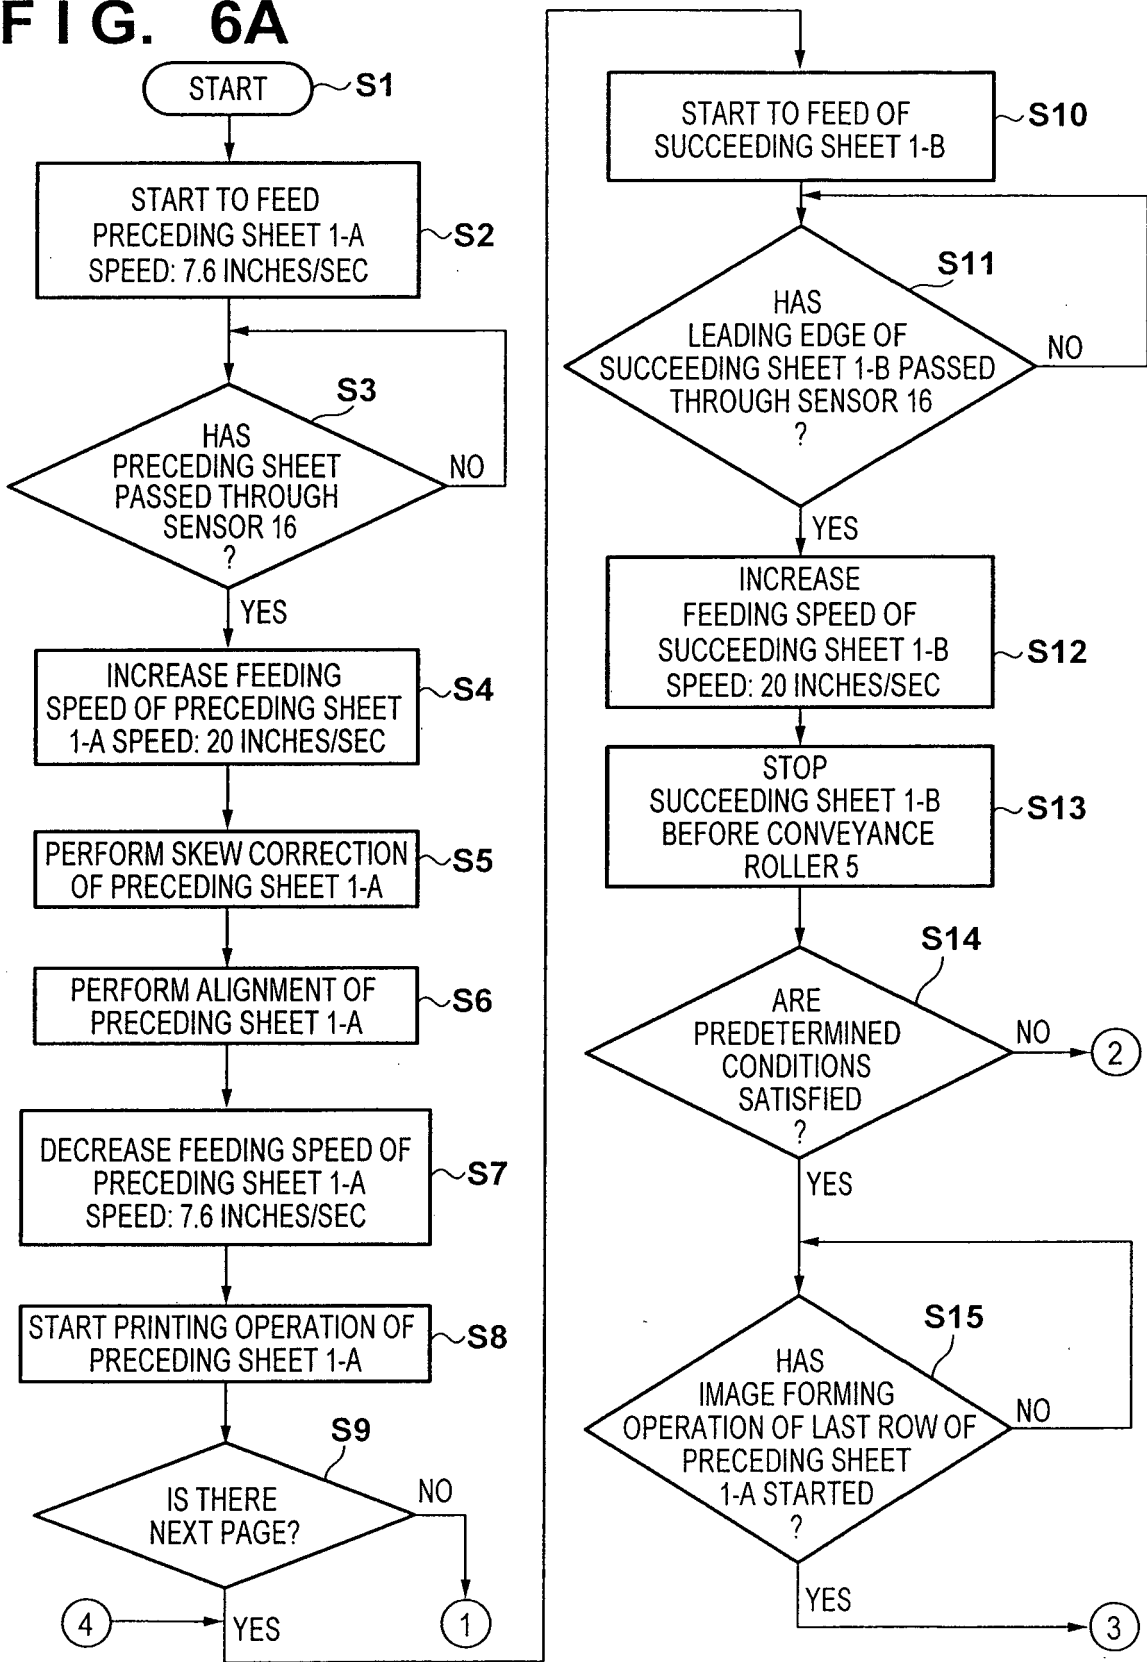 FIG. 6A
START
S1
START TO FEED
PRECEDING SHEET 1-A
SPEED: 7.6 INCHES/SEC
S2
S3
HAS
PRECEDING SHEET
PASSED THROUGH
SENSOR 16
?
NO
YES
INCREASE FEEDING
SPEED OF PRECEDING SHEET
1-A SPEED: 20 INCHES/SEC
S4
PERFORM SKEW CORRECTION
OF PRECEDING SHEET 1-A
S5
PERFORM ALIGNMENT OF
PRECEDING SHEET 1-A
S6
DECREASE FEEDING SPEED OF
PRECEDING SHEET 1-A
SPEED: 7.6 INCHES/SEC
S7
START PRINTING OPERATION OF
PRECEDING SHEET 1-A
S8
S9
IS THERE
NEXT PAGE?
NO
1
4
YES
START TO FEED OF
SUCCEEDING SHEET 1-B
S10
S11
HAS
LEADING EDGE OF
SUCCEEDING SHEET 1-B PASSED
THROUGH SENSOR 16
?
NO
YES
INCREASE
FEEDING SPEED OF
SUCCEEDING SHEET 1-B
SPEED: 20 INCHES/SEC
S12
STOP
SUCCEEDING SHEET 1-B
BEFORE CONVEYANCE
ROLLER 5
S13
S14
ARE
PREDETERMINED
CONDITIONS
SATISFIED
?
NO
2
YES
S15
HAS
IMAGE FORMING
OPERATION OF LAST ROW OF
PRECEDING SHEET
1-A STARTED
?
NO
YES
3